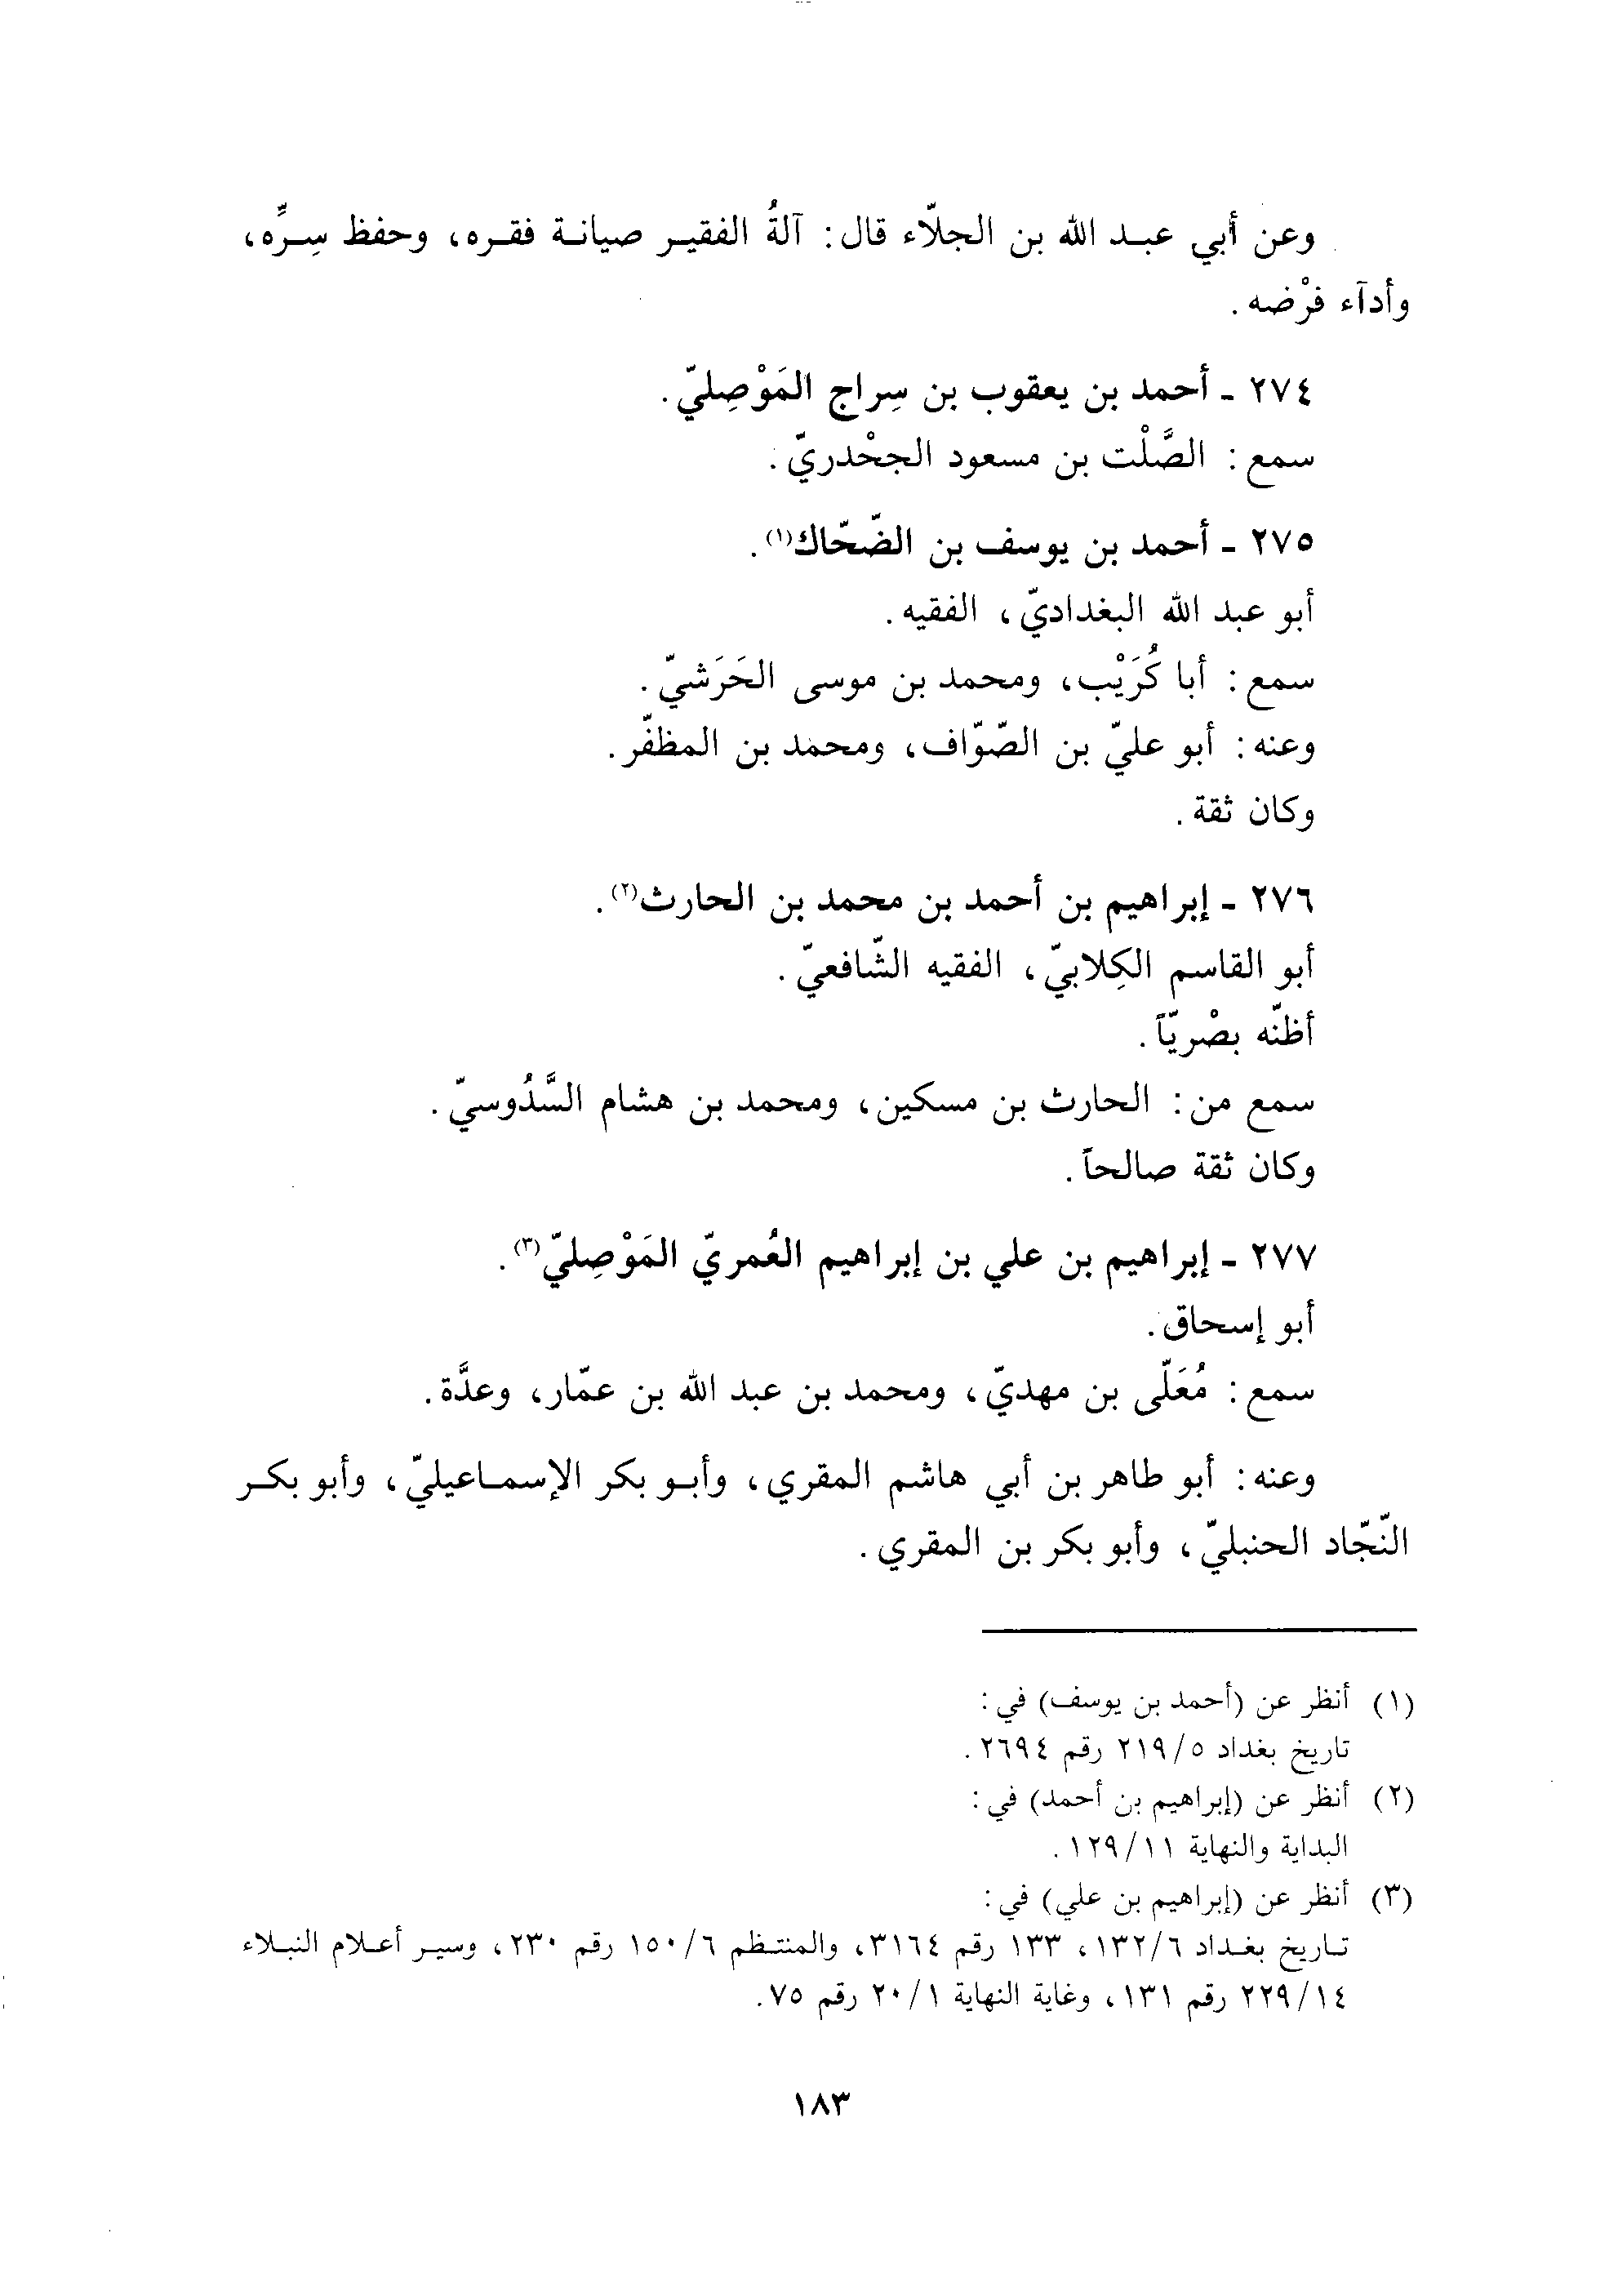 وعن أبي عبد الله بن الجلّاء قال: آلةُ الفقير صيانة فقره، وحفظ سِرِّه،
وأدآء فرْضه.
٢٧٤ - أحمد بن يعقوب بن سِراج المَوْصِليّ.
سمع: الصَّلْت بن مسعود الجحْدريّ.
٢٧٥ - أحمد بن يوسف بن الضّحّاك(١).
أبو عبد الله البغداديّ، الفقيه.
سمع: أبا كُرَيْب، ومحمد بن موسى الحَرَشيّ.
وعنه: أبو عليّ بن الصّوّاف، ومحمد بن المظفّر.
وكان ثقة.
٢٧٦ - إبراهيم بن أحمد بن محمد بن الحارث(٢).
أبو القاسم الكِلابيّ، الفقيه الشّافعيّ.
أظنّه بصْريّاً.
سمع من: الحارث بن مسكين، ومحمد بن هشام السَّدُوسيّ.
وكان ثقة صالحاً.
٢٧٧ - إبراهيم بن علي بن إبراهيم العُمريّ المَوْصِليّ(٣).
أبو إسحاق.
سمع: مُعَلّى بن مهديّ، ومحمد بن عبد الله بن عمّار، وعدَّة.
وعنه: أبو طاهر بن أبي هاشم المقري، وأبو بكر الإسماعيليّ، وأبو بكر
النّجّاد الحنبليّ، وأبو بكر بن المقري.
(١) أنظر عن (أحمد بن يوسف) في:
تاريخ بغداد ٢١٩/٥ رقم ٢٦٩٤.
(٢) أنظر عن (إبراهيم بن أحمد) في:
البداية والنهاية ١٢٩/١١.
(٣) أنظر عن (إبراهيم بن علي) في:
تاريخ بغداد ١٣٢/٦، ١٣٣ رقم ٣١٦٤، والمنتظم ١٥٠/٦ رقم ٢٣٠، وسير أعلام النبلاء
٢٢٩/١٤ رقم ١٣١، وغاية النهاية ٢٠/١ رقم ٧٥.
١٨٣